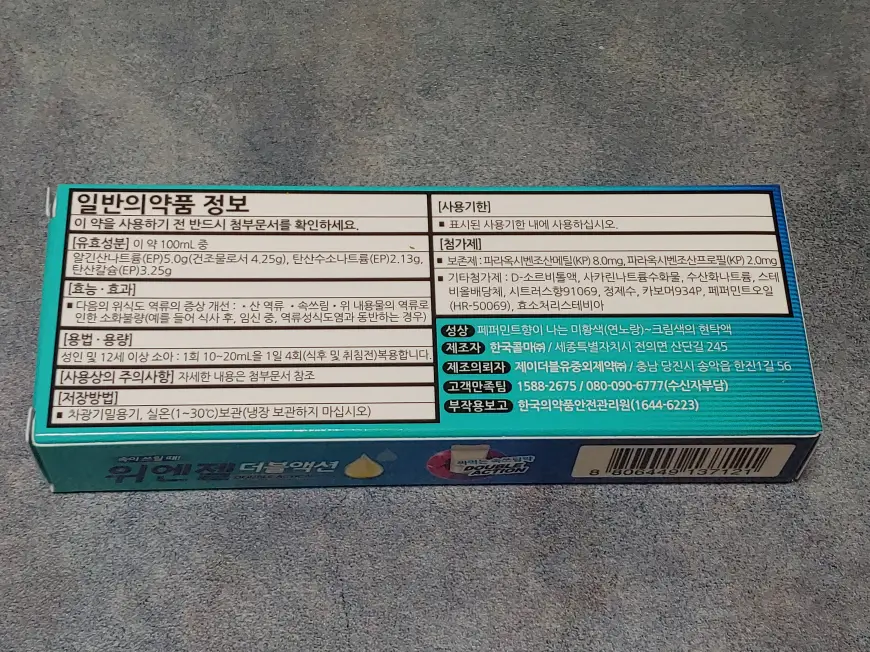 일반의약품 정보
이 약을 사용하기 전 반드시 첨부문서를 확인하세요.
[유효성분] 이 약 100mL 중
알긴산나트륨(EP)5.0g(건조물로서 4.25g), 탄산수소나트륨(EP)2.13g,
탄산칼슘(EP)3.25g
[효능·효과]
▪ 다음의 위식도 역류의 증상 개선 : •산 역류 •속쓰림•위 내용물의 역류로
인한 소화불량(예를 들어 식사 후, 임신 중, 역류성식도염과 동반하는 경우)
[용법·용량]
성인 및 12세 이상 소아 : 1회 10~20mL을 1일 4회(식후 및 취침전)복용합니다.
[사용상의 주의사항] 자세한 내용은 첨부문서 참조
[저장방법]
▪ 차광기밀용기, 실온(1~30℃)보관(냉장 보관하지 마십시오)
[사용기한]
▪ 표시된 사용기한 내에 사용하십시오.
[첨가제]
▪ 보존제 : 파라옥시벤조산메틸(KP) 8.0mg, 파라옥시벤조산프로필(KP) 2.0mg
▪ 기타첨가제 : D-소르비톨액, 사카린나트륨수화물, 수산화나트륨, 스테
비올배당체, 시트러스향91069, 정제수, 카보머934P, 페퍼민트오일
(HR-50069), 효소처리스테비아
성상 페퍼민트향이 나는 미황색(연노랑)~크림색의 현탁액
제조자 한국콜마㈜ / 세종특별자치시 전의면 산단길 245
제조의뢰자 제이더블유중외제약㈜ / 충남 당진시 송악읍 한진1길 56
고객만족팀 1588-2675 / 080-090-6777(수신자부담)
부작용보고 한국의약품안전관리원(1644-6223)
속이 쓰릴 때!
위엔젤 더블액션
DOUBLE
ACTION
8 806449 137121